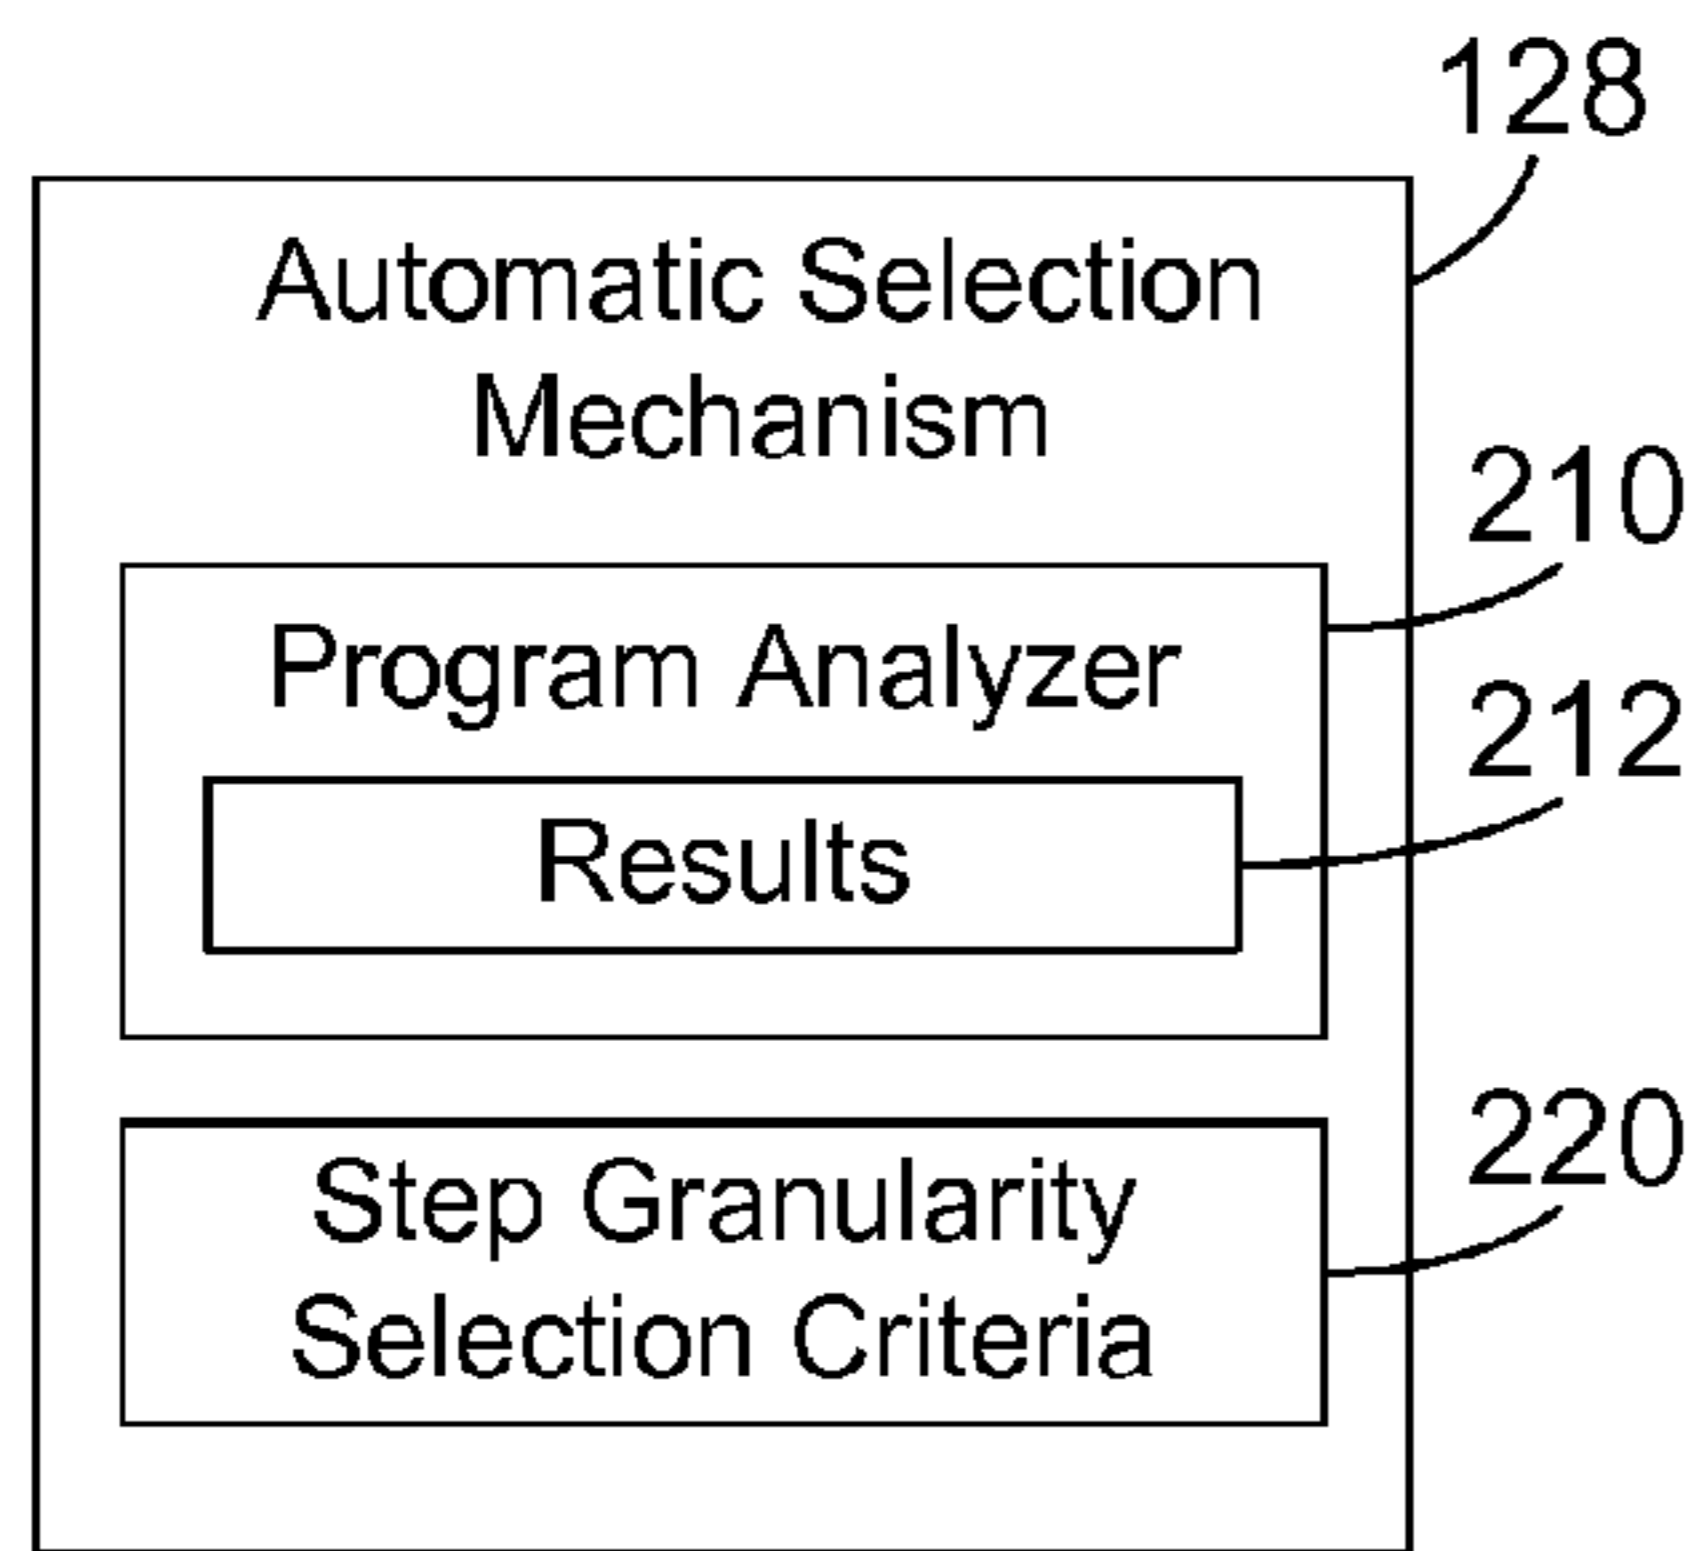 128
Automatic Selection
Mechanism
210
Program Analyzer
212
Results
220
Step Granularity
Selection Criteria